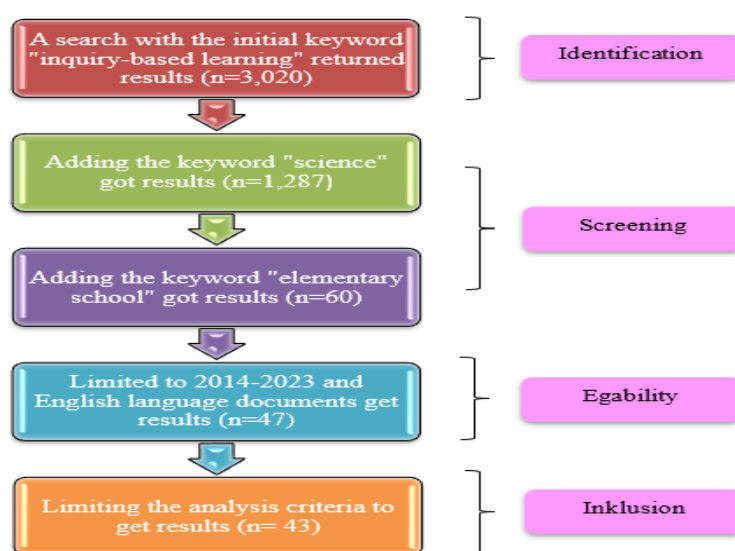 A search with the initial keyword
"inquiry-based learning" returned
results (n=3,020)
Identification
Adding the keyword "science"
got results (n=1,287)
Screening
Adding the keyword "elementary
school" got results (n=60)
Limited to 2014-2023 and
English language documents get
results (n=47)
Egability
Limiting the analysis criteria to
get results (n= 43)
Inklusion